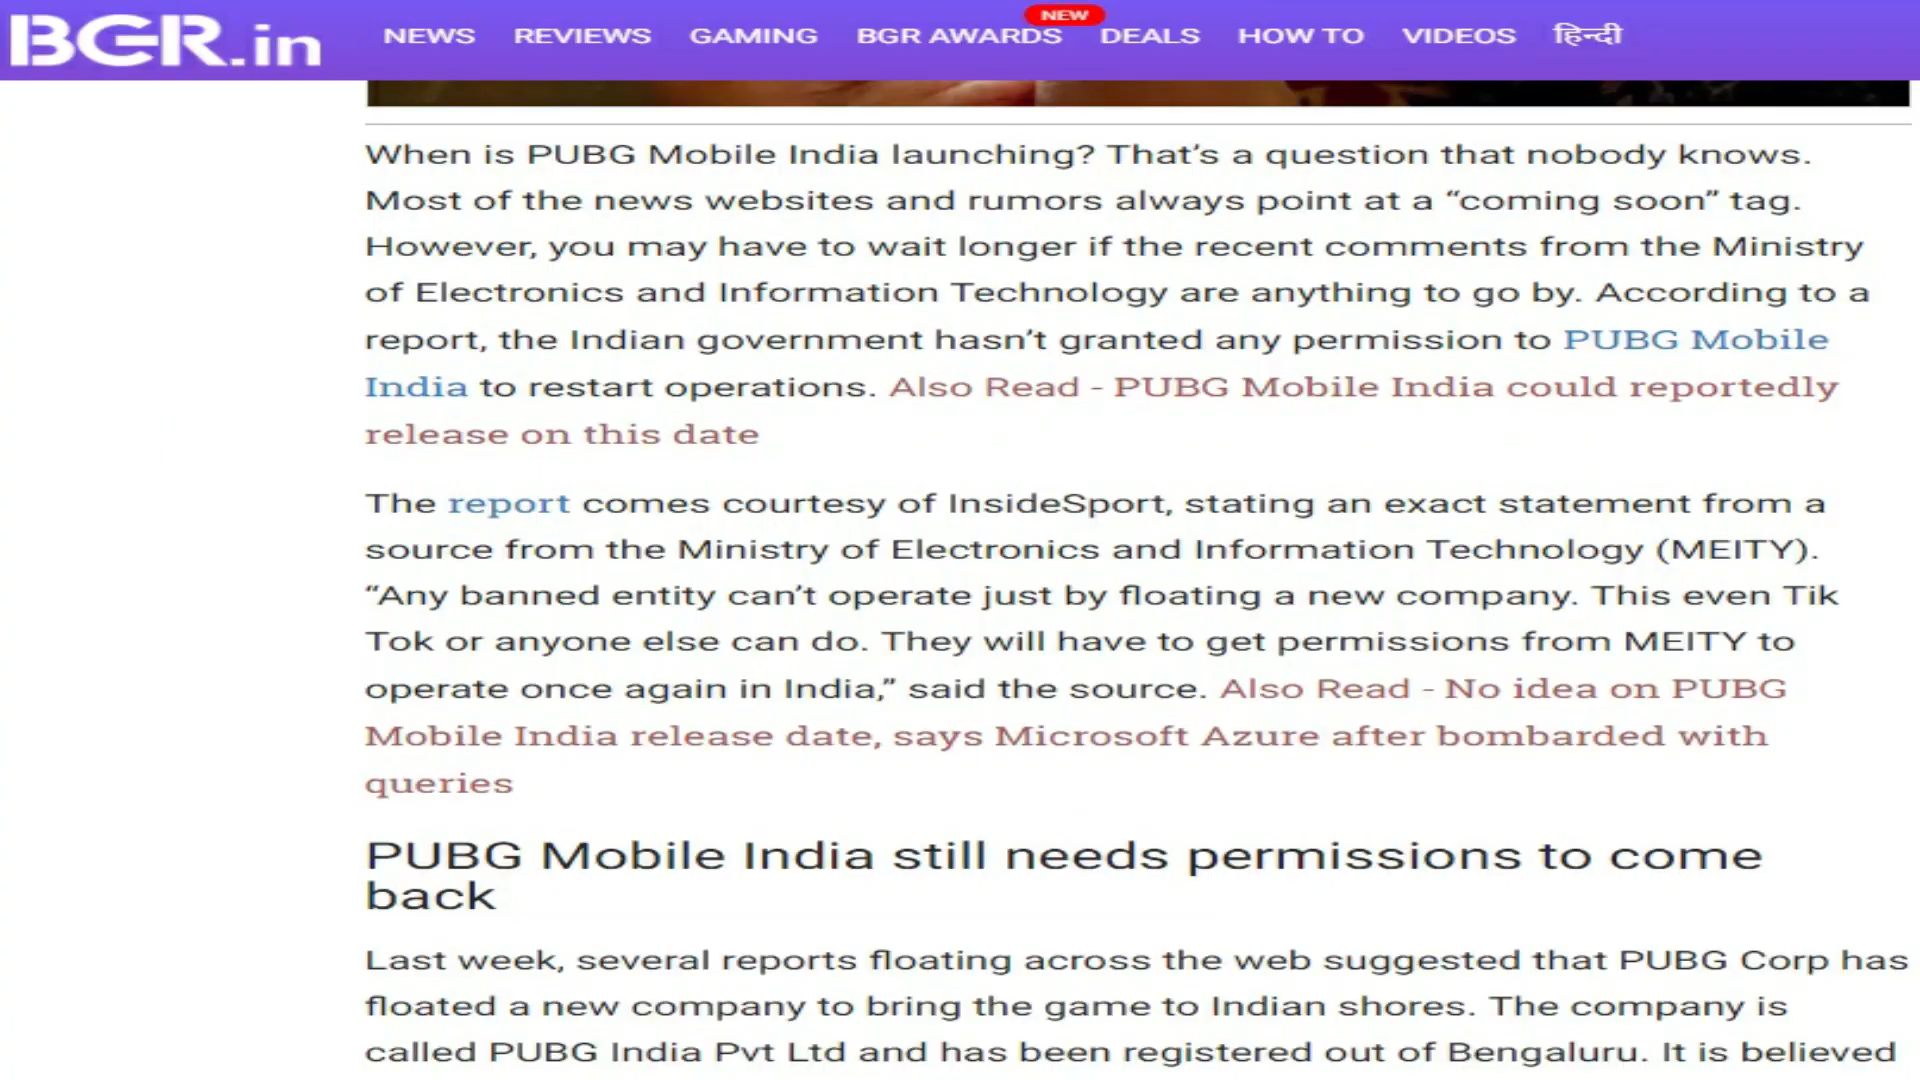 BGR.in NEWS REVIEWS GAMING BGR AWARDS NEW DEALS HOW TO VIDEOS हिन्दी
When is PUBG Mobile India launching? That’s a question that nobody knows.
Most of the news websites and rumors always point at a “coming soon” tag.
However, you may have to wait longer if the recent comments from the Ministry
of Electronics and Information Technology are anything to go by. According to a
report, the Indian government hasn’t granted any permission to PUBG Mobile
India to restart operations. Also Read - PUBG Mobile India could reportedly
release on this date
The report comes courtesy of InsideSport, stating an exact statement from a
source from the Ministry of Electronics and Information Technology (MEITY).
“Any banned entity can’t operate just by floating a new company. This even Tik
Tok or anyone else can do. They will have to get permissions from MEITY to
operate once again in India,” said the source. Also Read - No idea on PUBG
Mobile India release date, says Microsoft Azure after bombarded with
queries
PUBG Mobile India still needs permissions to come
back
Last week, several reports floating across the web suggested that PUBG Corp has
floated a new company to bring the game to Indian shores. The company is
called PUBG India Pvt Ltd and has been registered out of Bengaluru. It is believed